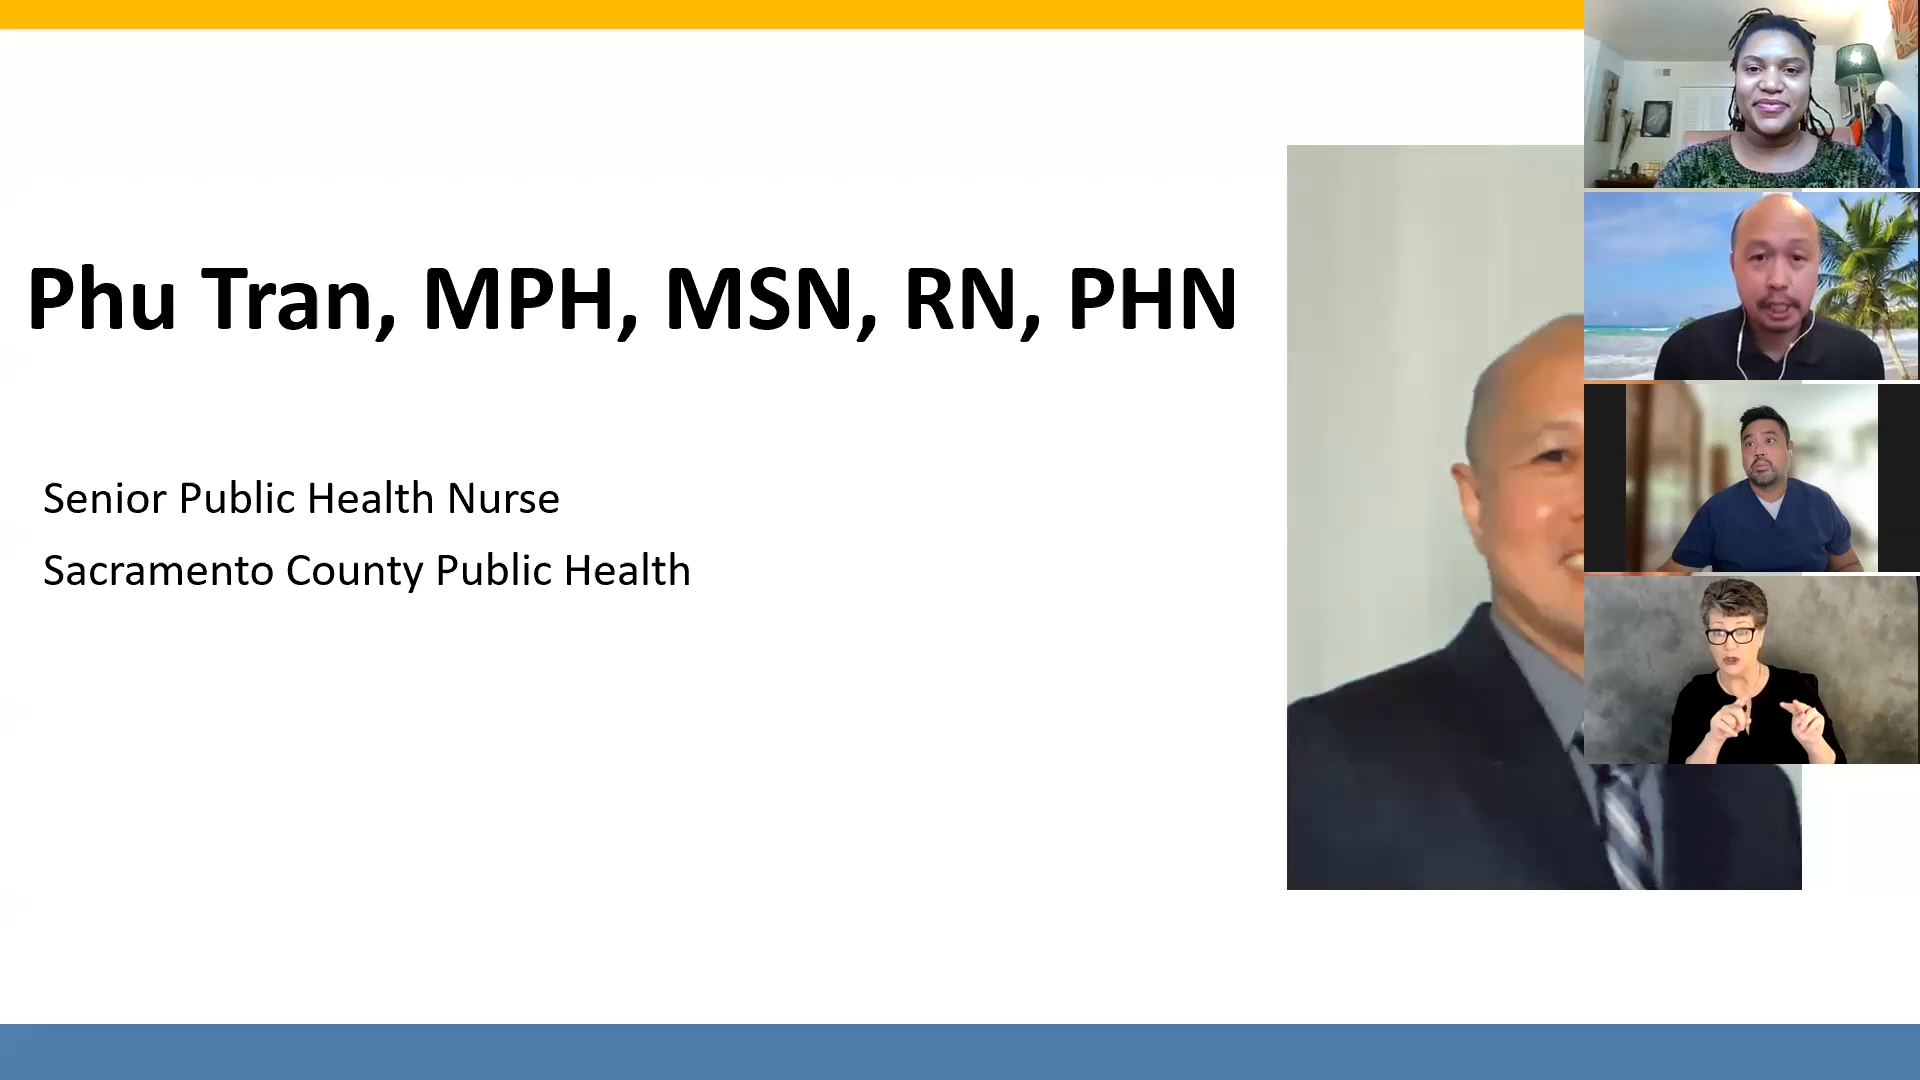 Phu Tran, MPH, MSN, RN, PHN
Senior Public Health Nurse
Sacramento County Public Health